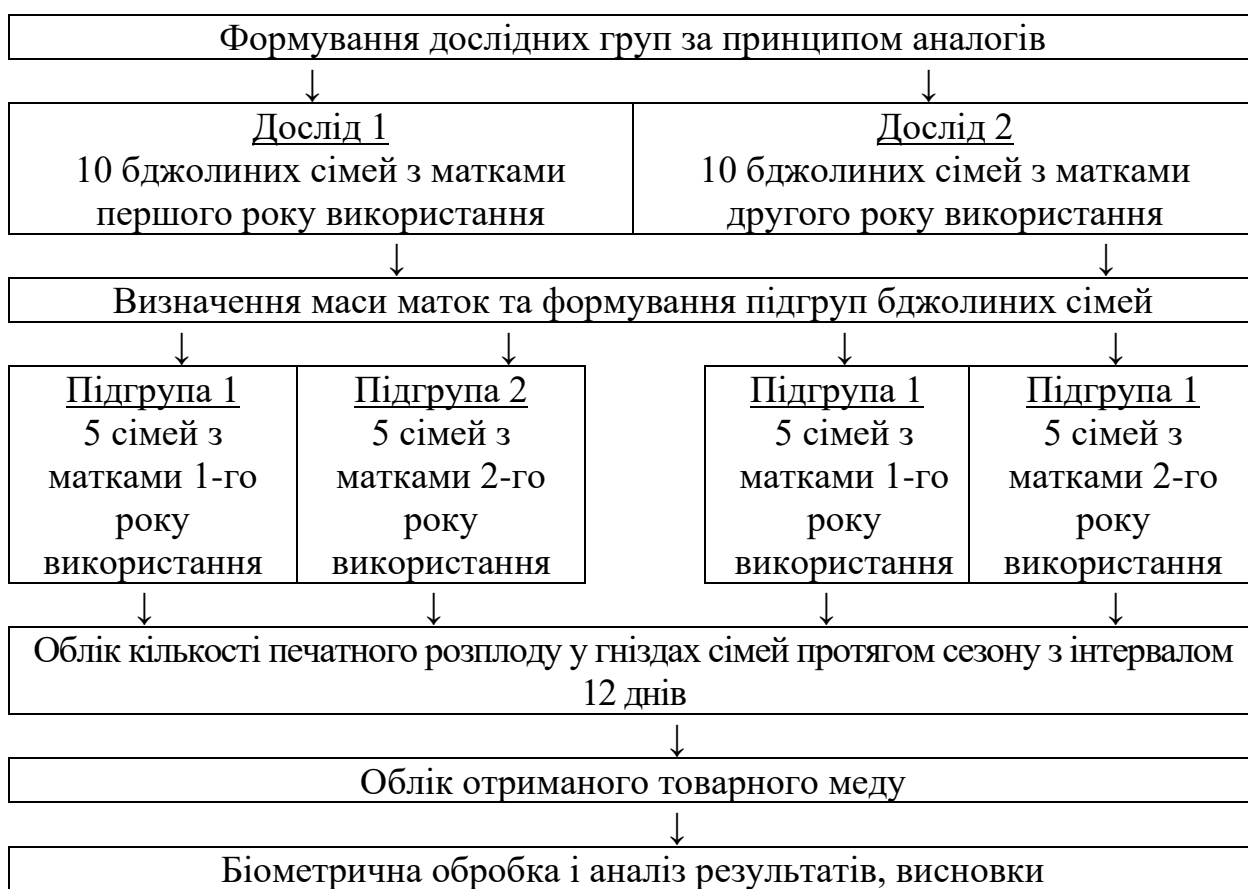 Формування дослідних груп за принципом аналогів
↓ ↓
Дослід 1
10 бджолиних сімей з матками
першого року використання
Дослід 2
10 бджолиних сімей з матками
другого року використання
↓ ↓
Визначення маси маток та формування підгруп бджолиних сімей
↓ ↓ ↓ ↓
Підгрупа 1
5 сімей з
матками 1-го
року
використання
Підгрупа 2
5 сімей з
матками 2-го
року
використання
Підгрупа 1
5 сімей з
матками 1-го
року
використання
Підгрупа 1
5 сімей з
матками 2-го
року
використання
↓ ↓ ↓ ↓
Облік кількості печатного розплоду у гніздах сімей протягом сезону з інтервалом
12 днів
↓
Облік отриманого товарного меду
↓
Біометрична обробка і аналіз результатів, висновки